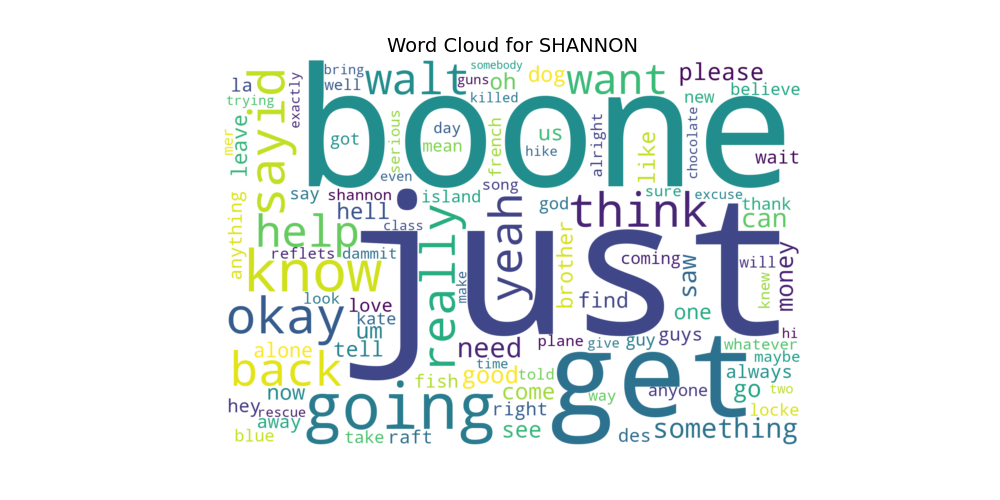 Word Cloud for SHANNON
somebody
bring
walt
want
please
la
well
guns
oh
dog
believe
trying
exactly
killed
new
boone
sayid
leave
mer
got
serious
day
mean
french
us
hike
alright
like
chocolate
wait
even
song
say
shannon
island
sure
excuse
thank
hell
god
think
can
help
class
yeah
anything
reflets
dammit
really
brother
coming
will
know
just
saw
money
look
love
make
find
knew
okay
kate
um
one
hi
alone
tell
need
plane
give
guy
guys
whatever
back
time
good
told
get
maybe
fish
come
way
anyone
always
go
two
now
going
hey
rescue
right
locke
away
blue
take
raft
see
des
something